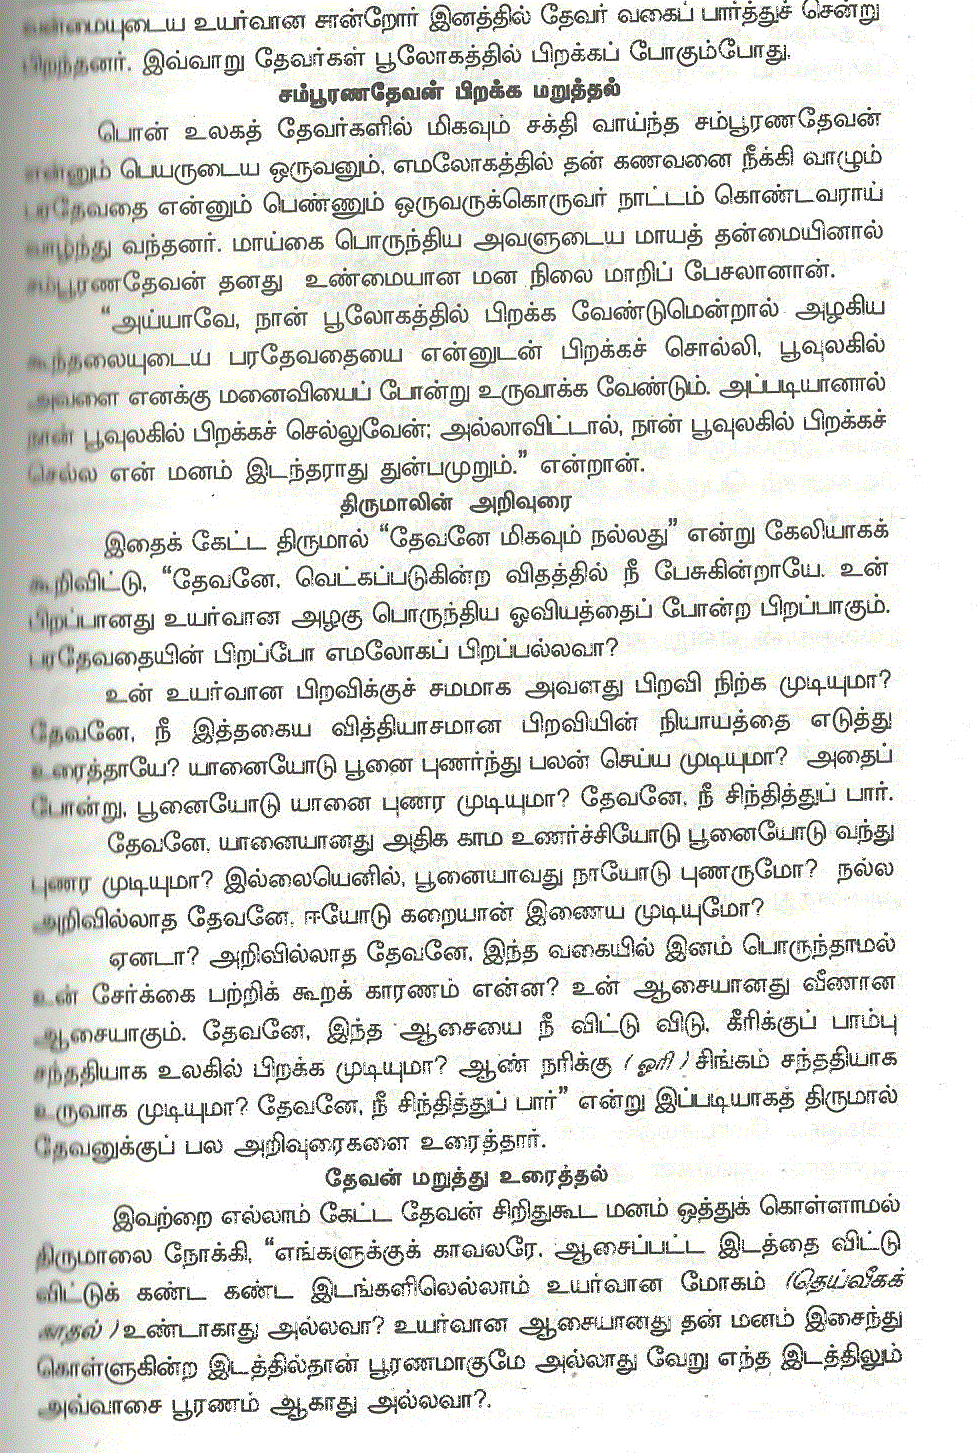 வண்மையுடைய உயர்வான சான்றோர் இனத்தில் தேவர் வகைப் பார்த்துச் சென்று
பிறந்தனர். இவ்வாறு தேவர்கள் பூலோகத்தில் பிறக்கப் போகும்போது.
சம்பூரணதேவன் பிறக்க மறுத்தல்
பொன் உலகத் தேவர்களில் மிகவும் சக்தி வாய்ந்த சம்பூரணதேவன்
என்னும் பெயருடைய ஒருவனும், எமலோகத்தில் தன் கணவனை நீக்கி வாழும்
பரதேவதை என்னும் பெண்ணும் ஒருவருக்கொருவர் நாட்டம் கொண்டவராய்
வாழ்ந்து வந்தனர். மாய்கை பொருந்திய அவளுடைய மாயத் தன்மையினால்
சம்பூரணதேவன் தனது உண்மையான மன நிலை மாறிப் பேசலானான்.
“அய்யாவே, நான் பூலோகத்தில் பிறக்க வேண்டுமென்றால் அழகிய
கூந்தலையுடைய பரதேவதையை என்னுடன் பிறக்கச் சொல்லி, பூவுலகில்
அவளை எனக்கு மனைவியைப் போன்று உருவாக்க வேண்டும். அப்படியானால்
நான் பூவுலகில் பிறக்கச் செல்லுவேன்; அல்லாவிட்டால், நான் பூவுலகில் பிறக்கச்
செல்ல என் மனம் இடந்தராது துன்பமுறும்.” என்றான்.
திருமாலின் அறிவுரை
இதைக் கேட்ட திருமால் “தேவனே மிகவும் நல்லது” என்று கேலியாகக்
கூறிவிட்டு, “தேவனே, வெட்கப்படுகின்ற விதத்தில் நீ பேசுகின்றாயே. உன்
பிறப்பானது உயர்வான அழகு பொருந்திய ஓவியத்தைப் போன்ற பிறப்பாகும்.
பரதேவதையின் பிறப்போ எமலோகப் பிறப்பல்லவா?
உன் உயர்வான பிறவிக்குச் சமமாக அவளது பிறவி நிற்க முடியுமா?
தேவனே, நீ இத்தகைய வித்தியாசமான பிறவியின் நியாயத்தை எடுத்து
உரைத்தாயே? யானையோடு பூனை புணர்ந்து பலன் செய்ய முடியுமா? அதைப்
போன்று, பூனையோடு யானை புணர முடியுமா? தேவனே, நீ சிந்தித்துப் பார்.
தேவனே, யானையானது அதிக காம உணர்ச்சியோடு பூனையோடு வந்து
புணர முடியுமா? இல்லையெனில், பூனையாவது நாயோடு புணருமோ? நல்ல
அறிவில்லாத தேவனே, ஈயோடு கறையான் இணைய முடியுமோ?
ஏனடா? அறிவில்லாத தேவனே, இந்த வகையில் இனம் பொருந்தாமல்
உன் சேர்க்கை பற்றிக் கூறக் காரணம் என்ன? உன் ஆசையானது வீணான
ஆசையாகும். தேவனே, இந்த ஆசையை நீ விட்டு விடு. கீரிக்குப் பாம்பு
சந்ததியாக உலகில் பிறக்க முடியுமா? ஆண் நரிக்கு (ஓரி) சிங்கம் சந்ததியாக
உருவாக முடியுமா? தேவனே, நீ சிந்தித்துப் பார்” என்று இப்படியாகத் திருமால்
தேவனுக்குப் பல அறிவுரைகளை உரைத்தார்.
தேவன் மறுத்து உரைத்தல்
இவற்றை எல்லாம் கேட்ட தேவன் சிறிதுகூட மனம் ஒத்துக் கொள்ளாமல்
திருமாலை நோக்கி, “எங்களுக்குக் காவலரே, ஆசைப்பட்ட இடத்தை விட்டு
விட்டுக் கண்ட கண்ட இடங்களிலெல்லாம் உயர்வான மோகம் (தெய்வீகக்
காதல்) உண்டாகாது அல்லவா? உயர்வான ஆசையானது தன் மனம் இசைந்து
கொள்ளுகின்ற இடத்தில்தான் பூரணமாகுமே அல்லாது வேறு எந்த இடத்திலும்
அவ்வாசை பூரணம் ஆகாது அல்லவா?.